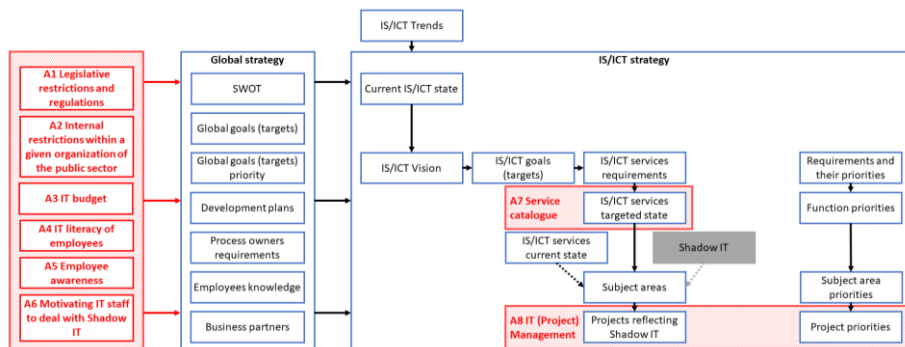 IS/ICT Trends
A1 Legislative
restrictions and
regulations
A2 Internal
restrictions within a
given organization of
the public sector
A3 IT budget
A4 IT literacy of
employees
A5 Employee
awareness
A6 Motivating IT staff
to deal with Shadow
IT
Global strategy
SWOT
Global goals (targets)
Global goals (targets)
priority
Development plans
Process owners
requirements
Employees knowledge
Business partners
IS/ICT strategy
Current IS/ICT state
IS/ICT Vision
IS/ICT goals
(targets)
IS/ICT services
requirements
A7 Service
catalogue
IS/ICT services
targeted state
IS/ICT services
current state
Shadow IT
Subject areas
A8 IT (Project)
Management
Projects reflecting
Shadow IT
Requirements and
their priorities
Function priorities
Subject area
priorities
Project priorities